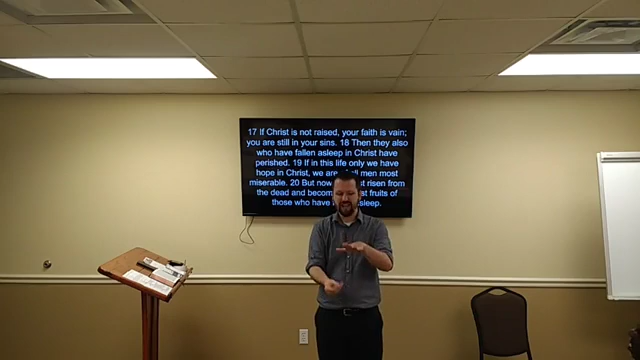 17 If Christ is not raised, your faith is vain;
you are still in your sins. 18 Then they also
who have fallen asleep in Christ have
perished. 19 If in this life only we have
hope in Christ, we are all men most
miserable. 20 But now risen from
the dead and become fruits of
those who have